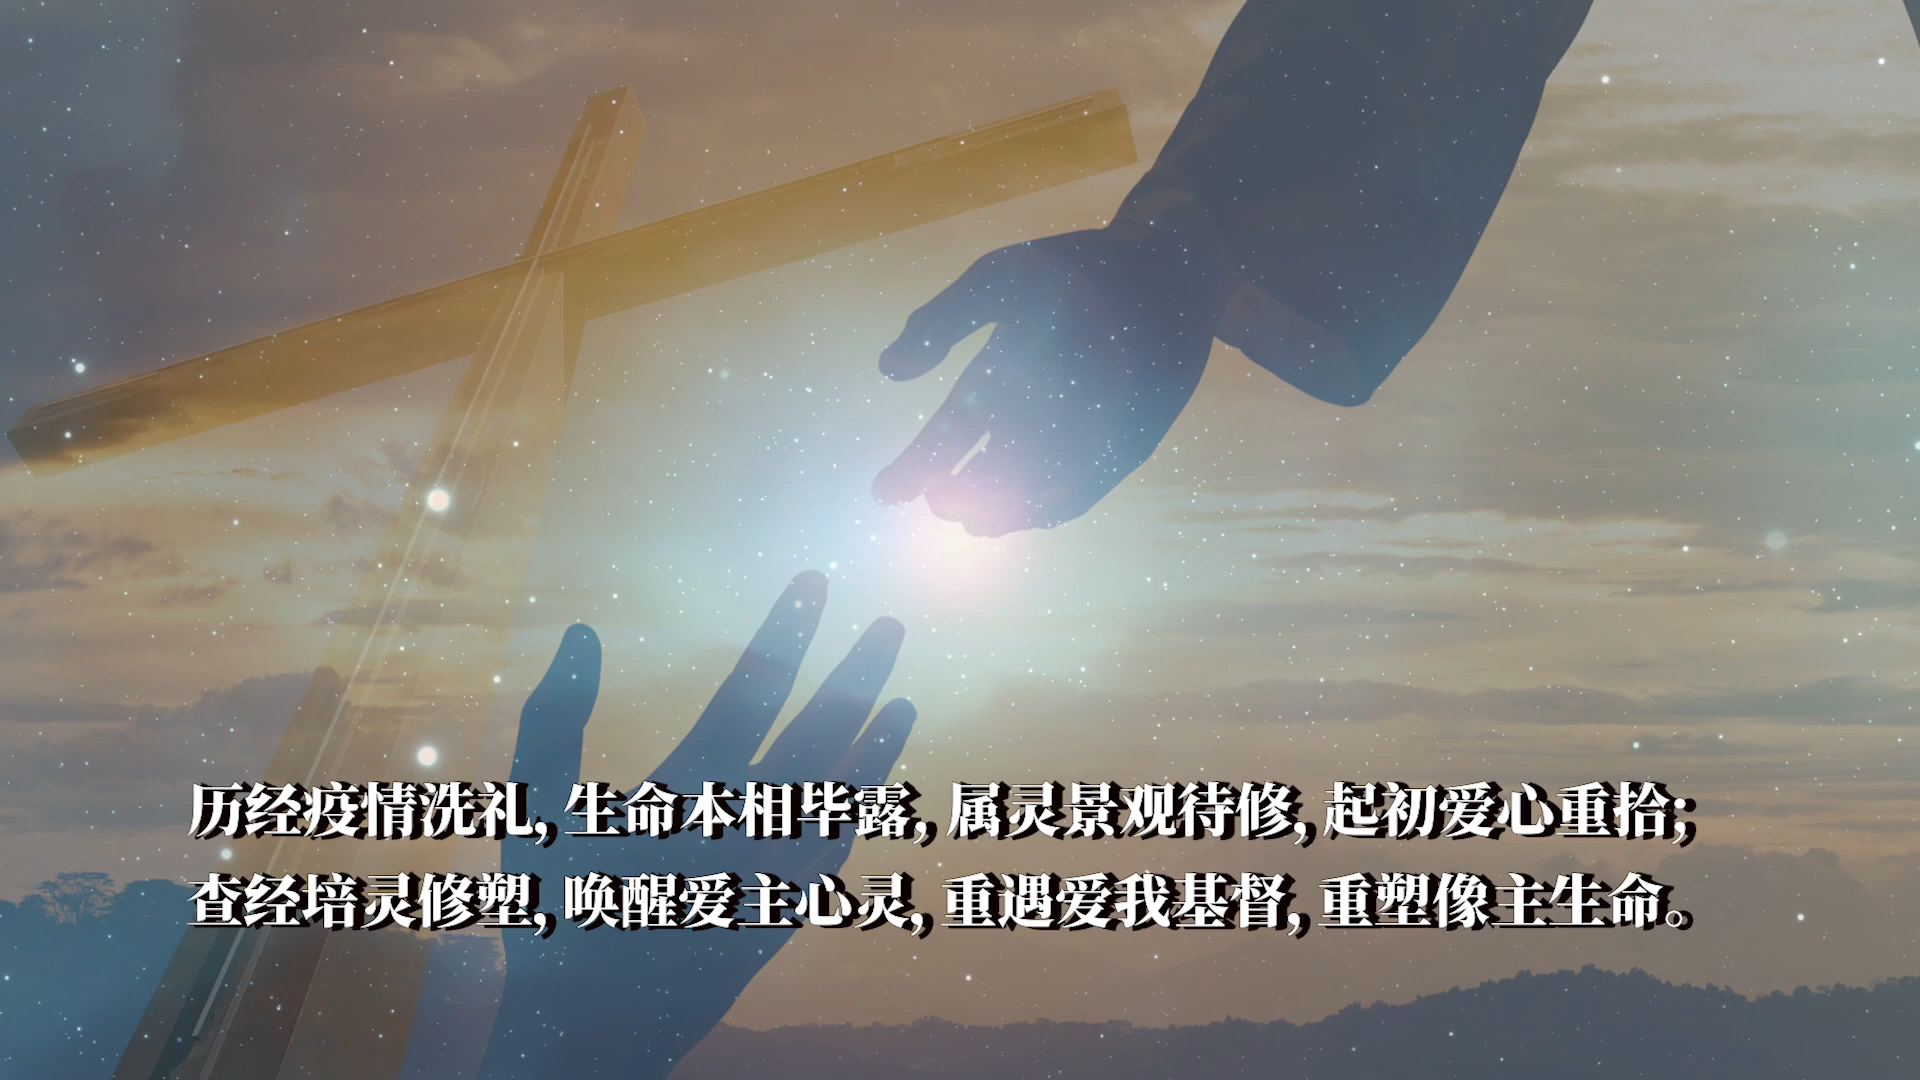 历经疫情洗礼,生命本相毕露,属灵景观待修,起初爱心重拾;
查经培灵修塑,唤醒爱主心灵,重遇爱我基督,重塑像主生命。